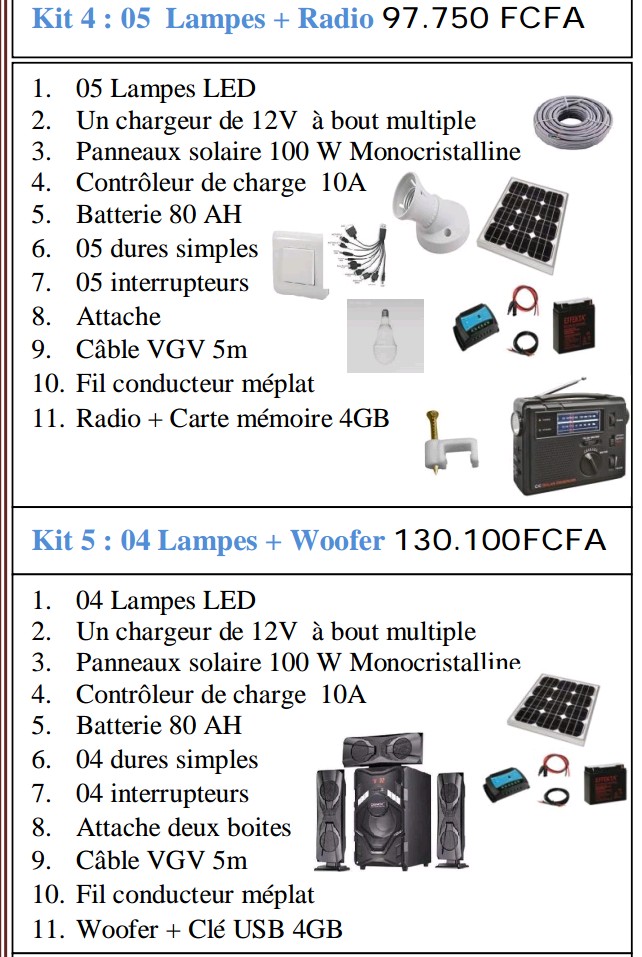 Kit 4 : 05 Lampes + Radio 97.750 FCFA
1. 05 Lampes LED
2. Un chargeur de 12V à bout multiple
3. Panneaux solaire 100 W Monocristalline
4. Contrôleur de charge 10A
5. Batterie 80 AH
6. 05 dures simples
7. 05 interrupteurs
8. Attache
9. Câble VGV 5m
10. Fil conducteur méplat
11. Radio + Carte mémoire 4GB
Kit 5 : 04 Lampes + Woofer 130.100FCFA
1. 04 Lampes LED
2. Un chargeur de 12V à bout multiple
3. Panneaux solaire 100 W Monocristalline
4. Contrôleur de charge 10A
5. Batterie 80 AH
6. 04 dures simples
7. 04 interrupteurs
8. Attache deux boites
9. Câble VGV 5m
10. Fil conducteur méplat
11. Woofer + Clé USB 4GB